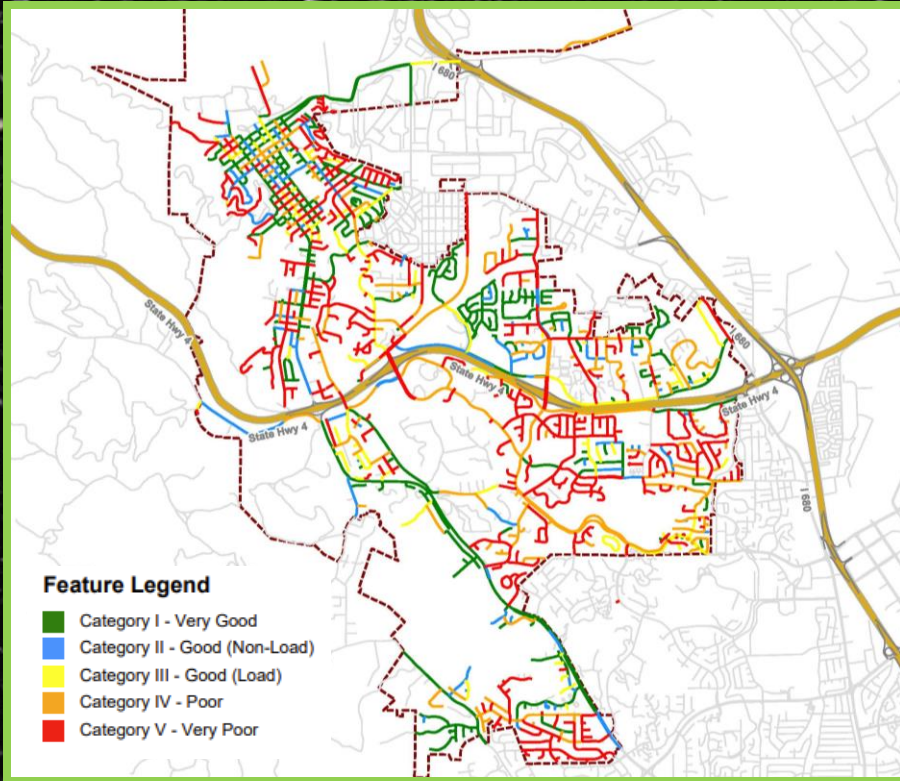 I 680
State Hwy 4
State Hwy 4
I 680
State Hwy 4
State Hwy 4
I 680
Feature Legend
Category I - Very Good
Category II - Good (Non-Load)
Category III - Good (Load)
Category IV - Poor
Category V - Very Poor